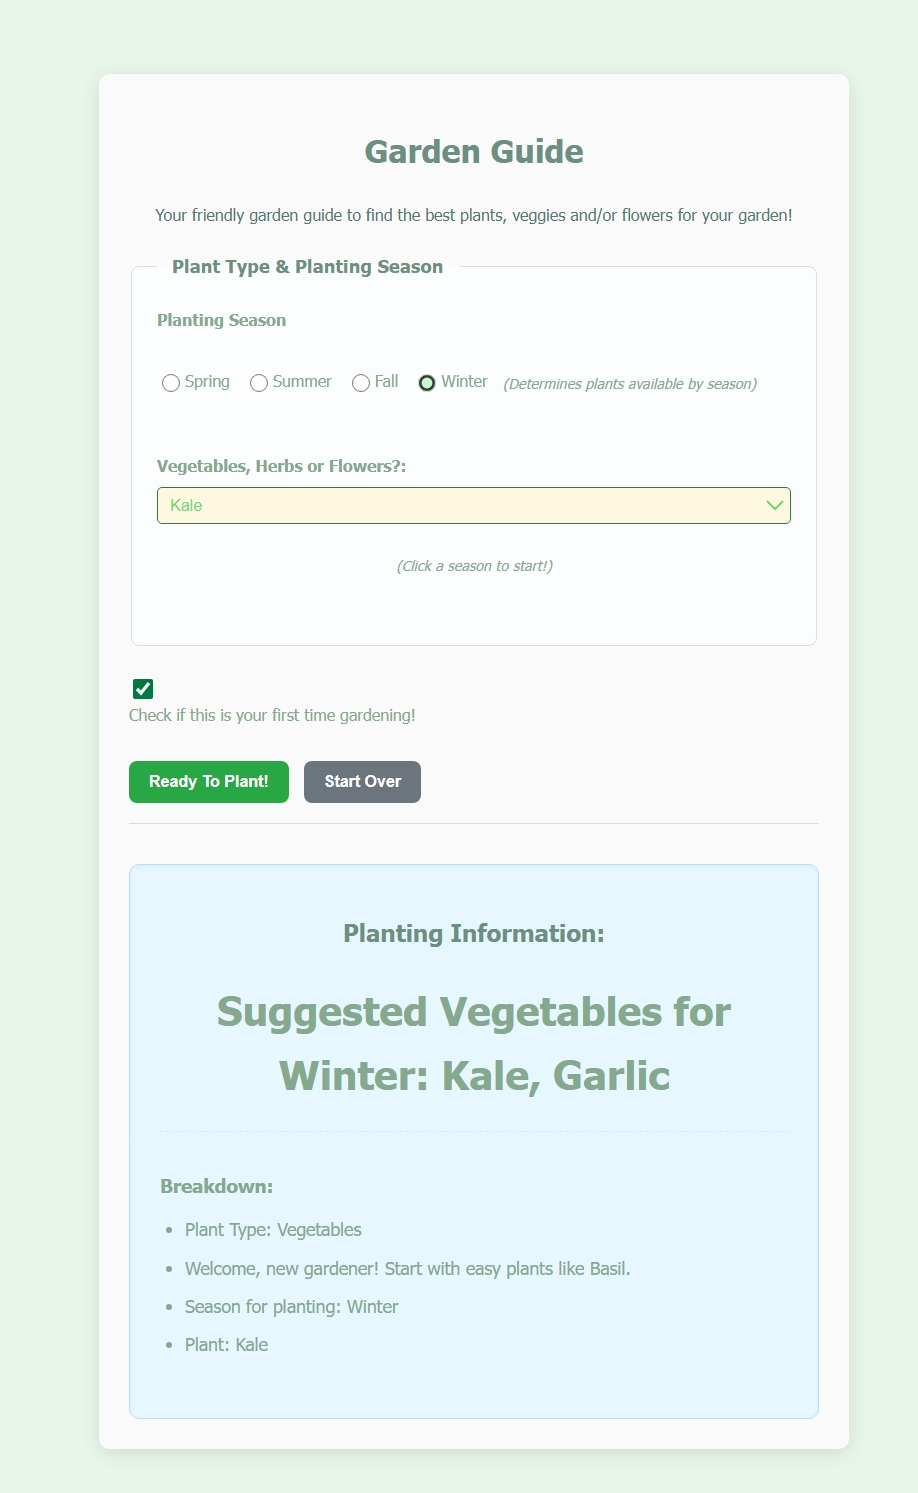 Garden Guide
Your friendly garden guide to find the best plants, veggies and/or flowers for your garden!
Plant Type & Planting Season
Planting Season
Spring Summer Fall Winter (Determines plants available by season)
Vegetables, Herbs or Flowers?:
Kale
(Click a season to start!)
Check if this is your first time gardening!
Ready To Plant! Start Over
Planting Information:
Suggested Vegetables for
Winter: Kale, Garlic
Breakdown:
Plant Type: Vegetables
Welcome, new gardener! Start with easy plants like Basil.
Season for planting: Winter
Plant: Kale